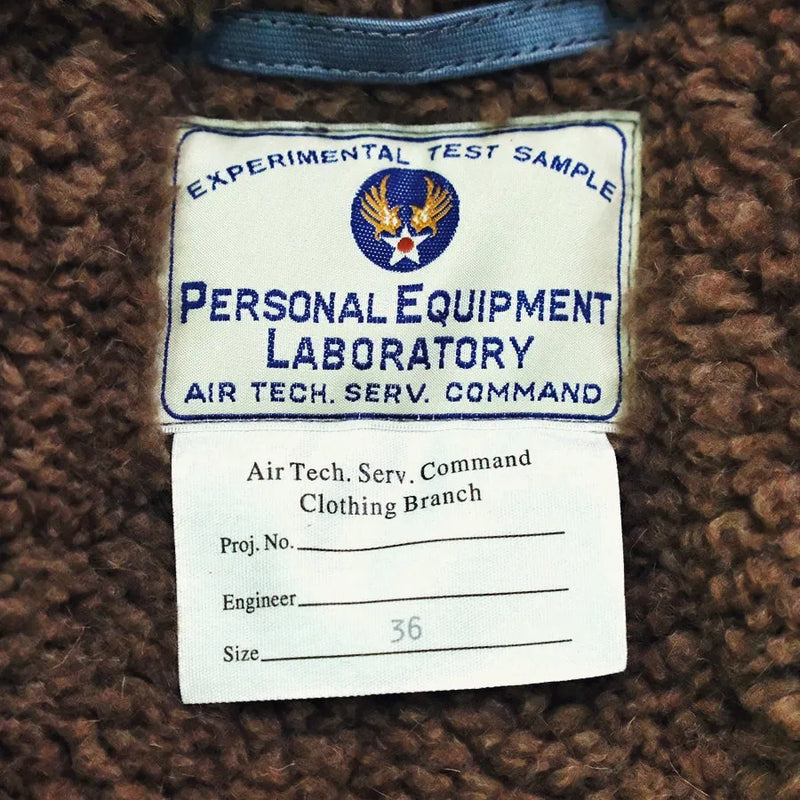 EXPERIMENTAL TEST SAMPLE
PERSONAL EQUIPMENT
LABORATORY
AIR TECH. SERV. COMMAND
Air Tech. Serv. Command
Clothing Branch
Proj. No.
Engineer
Size 36